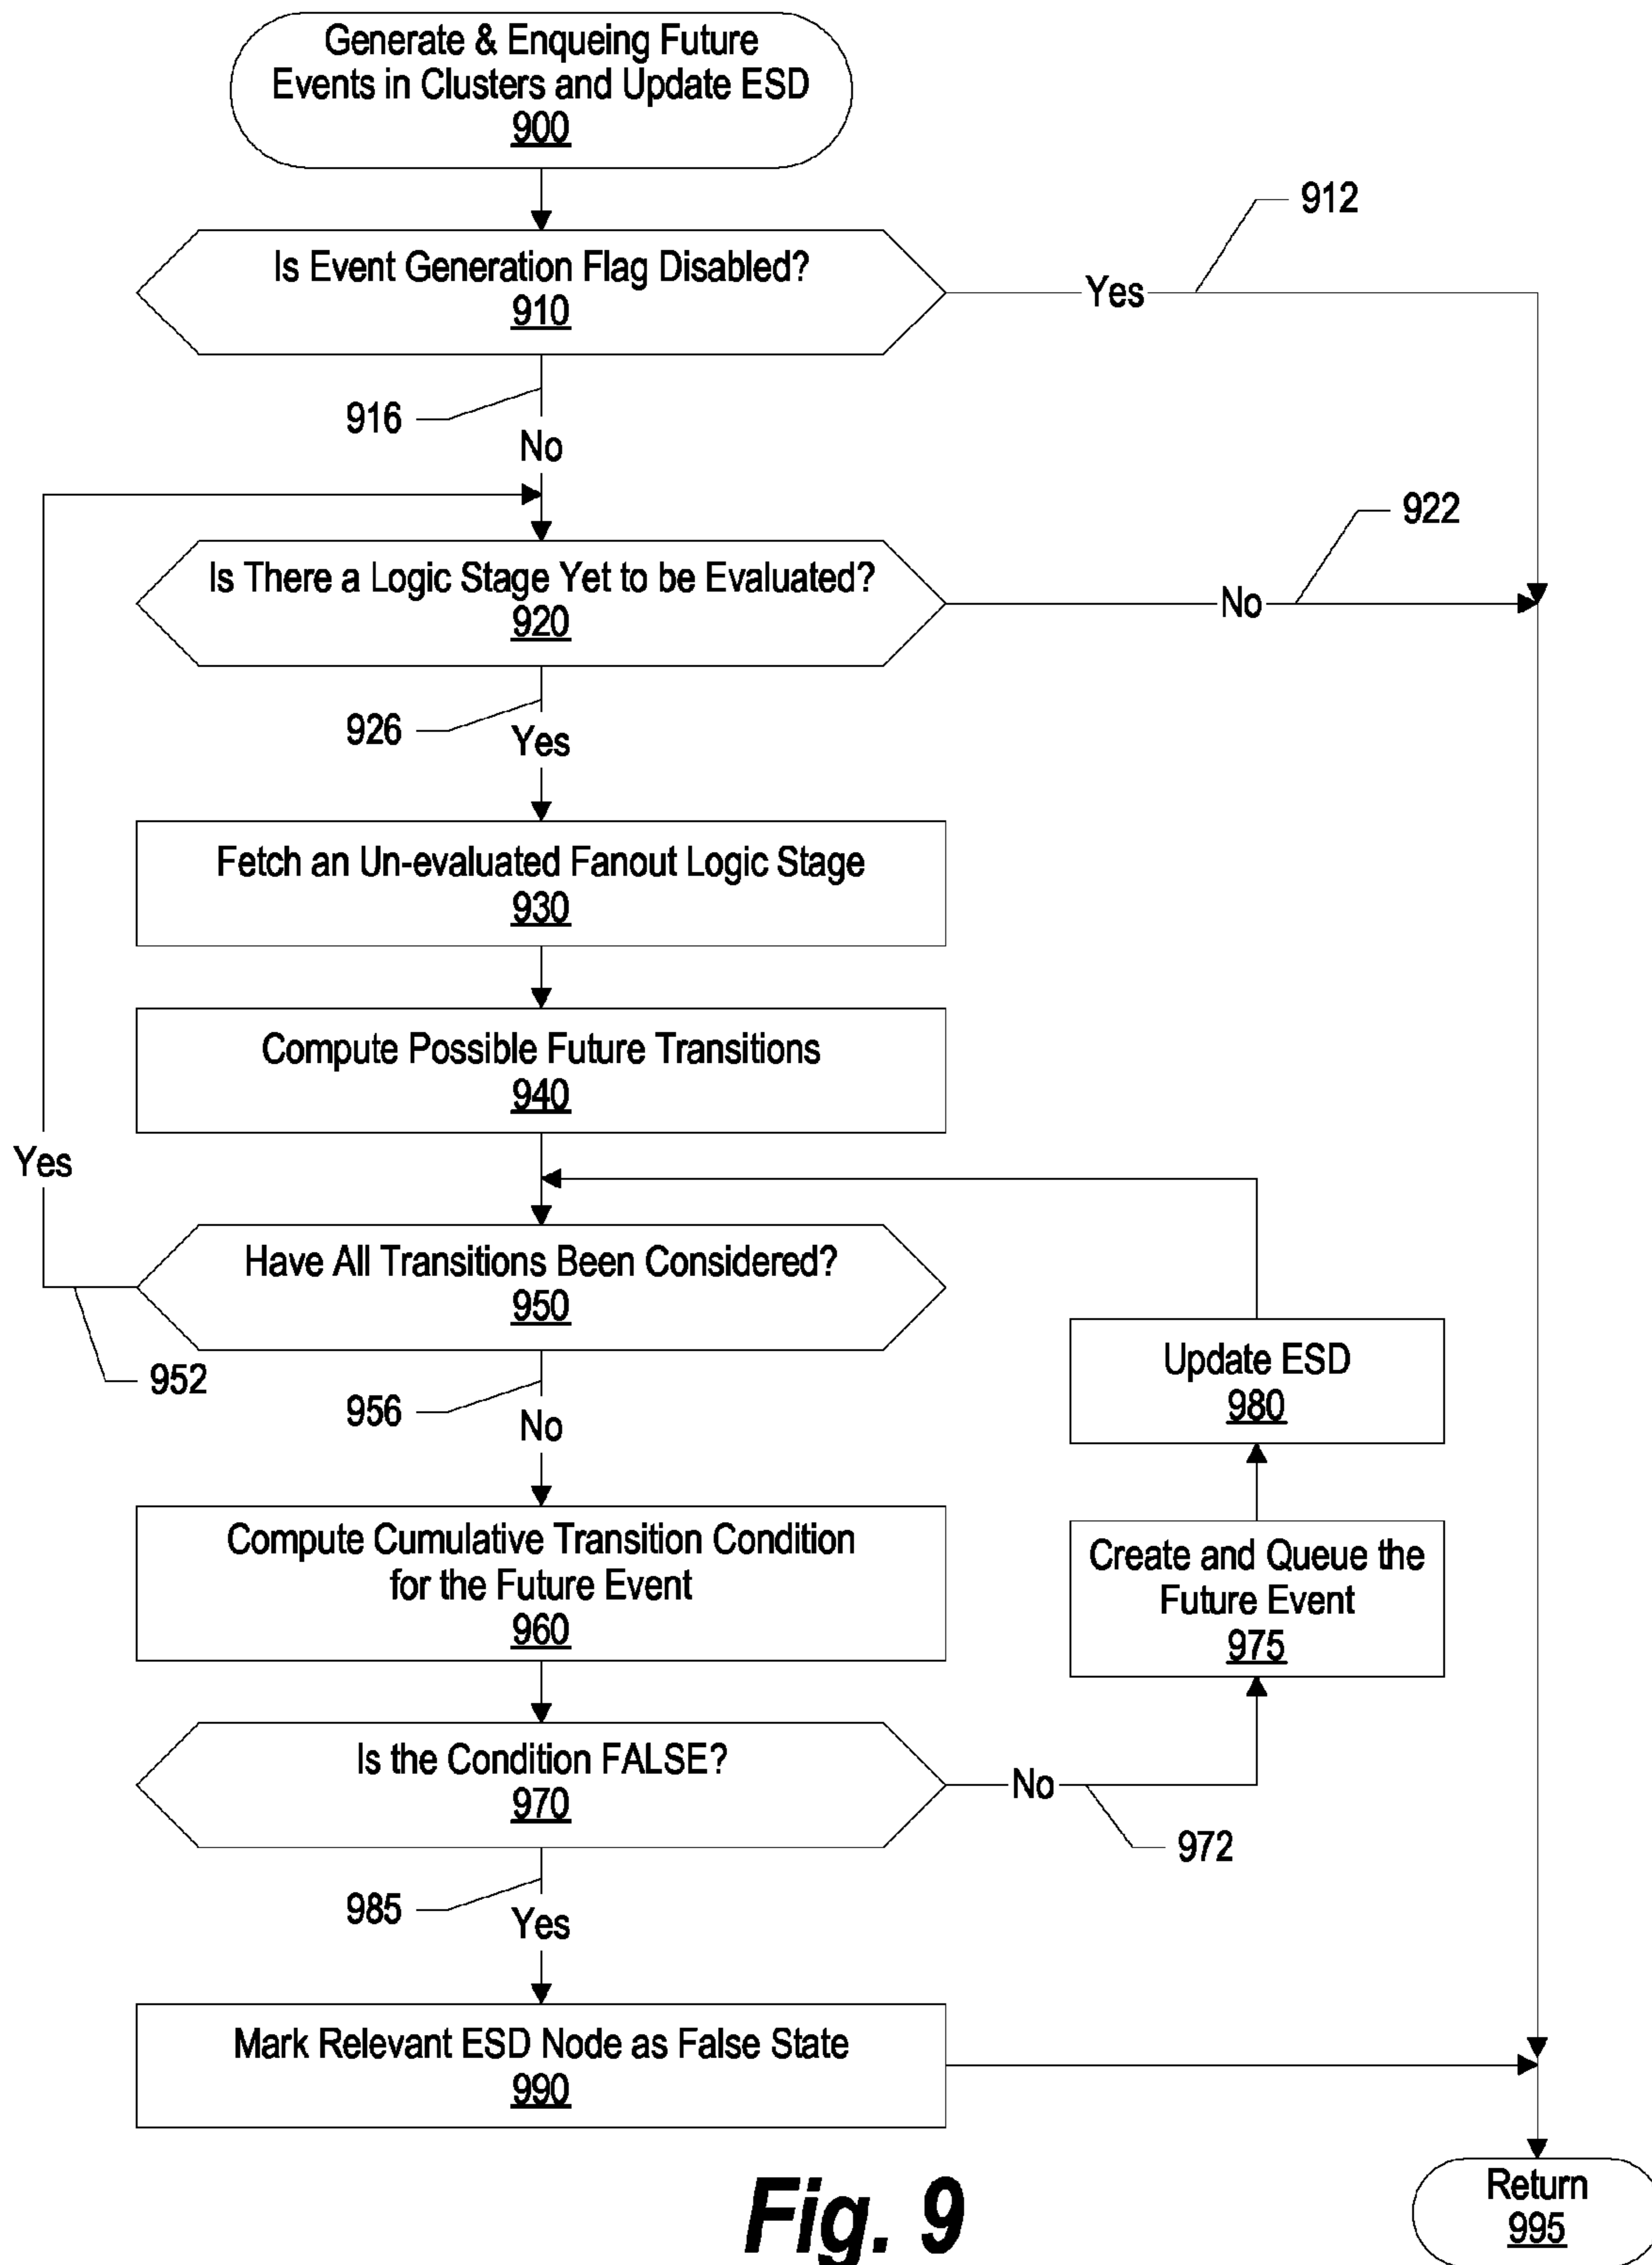 Generate & Enqueing Future
Events in Clusters and Update ESD
900
912
Is Event Generation Flag Disabled?
910
Yes
916
No
922
Is There a Logic Stage Yet to be Evaluated?
920
No
926
Yes
Fetch an Un-evaluated Fanout Logic Stage
930
Compute Possible Future Transitions
940
Yes
Have All Transitions Been Considered?
950
952
956
No
Update ESD
980
Compute Cumulative Transition Condition
for the Future Event
960
Create and Queue the
Future Event
975
Is the Condition FALSE?
970
No
972
985
Yes
Mark Relevant ESD Node as False State
990
Return
995
Fig. 9